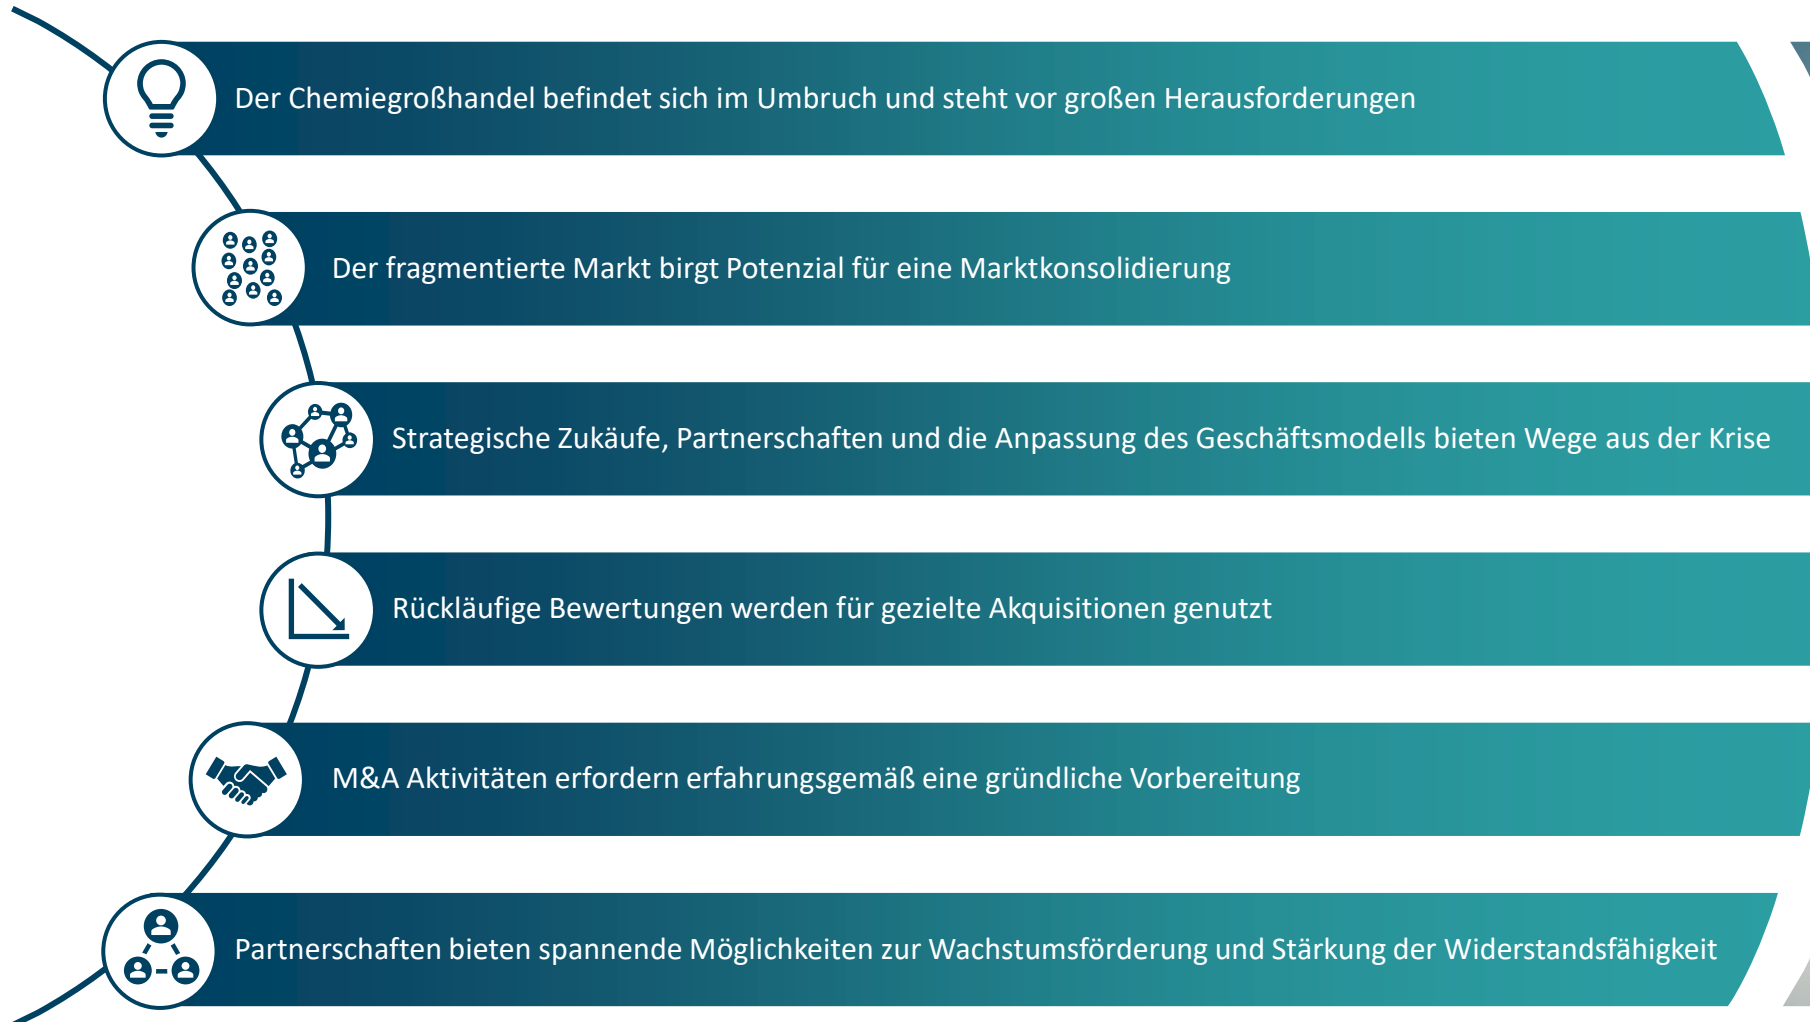 Der Chemiegroßhandel befindet sich im Umbruch und steht vor großen Herausforderungen
Der fragmentierte Markt birgt Potenzial für eine Marktkonsolidierung
Strategische Zukäufe, Partnerschaften und die Anpassung des Geschäftsmodells bieten Wege aus der Krise
Rückläufige Bewertungen werden für gezielte Akquisitionen genutzt
M&A Aktivitäten erfordern erfahrungsgemäß eine gründliche Vorbereitung
Partnerschaften bieten spannende Möglichkeiten zur Wachstumsförderung und Stärkung der Widerstandsfähigkeit